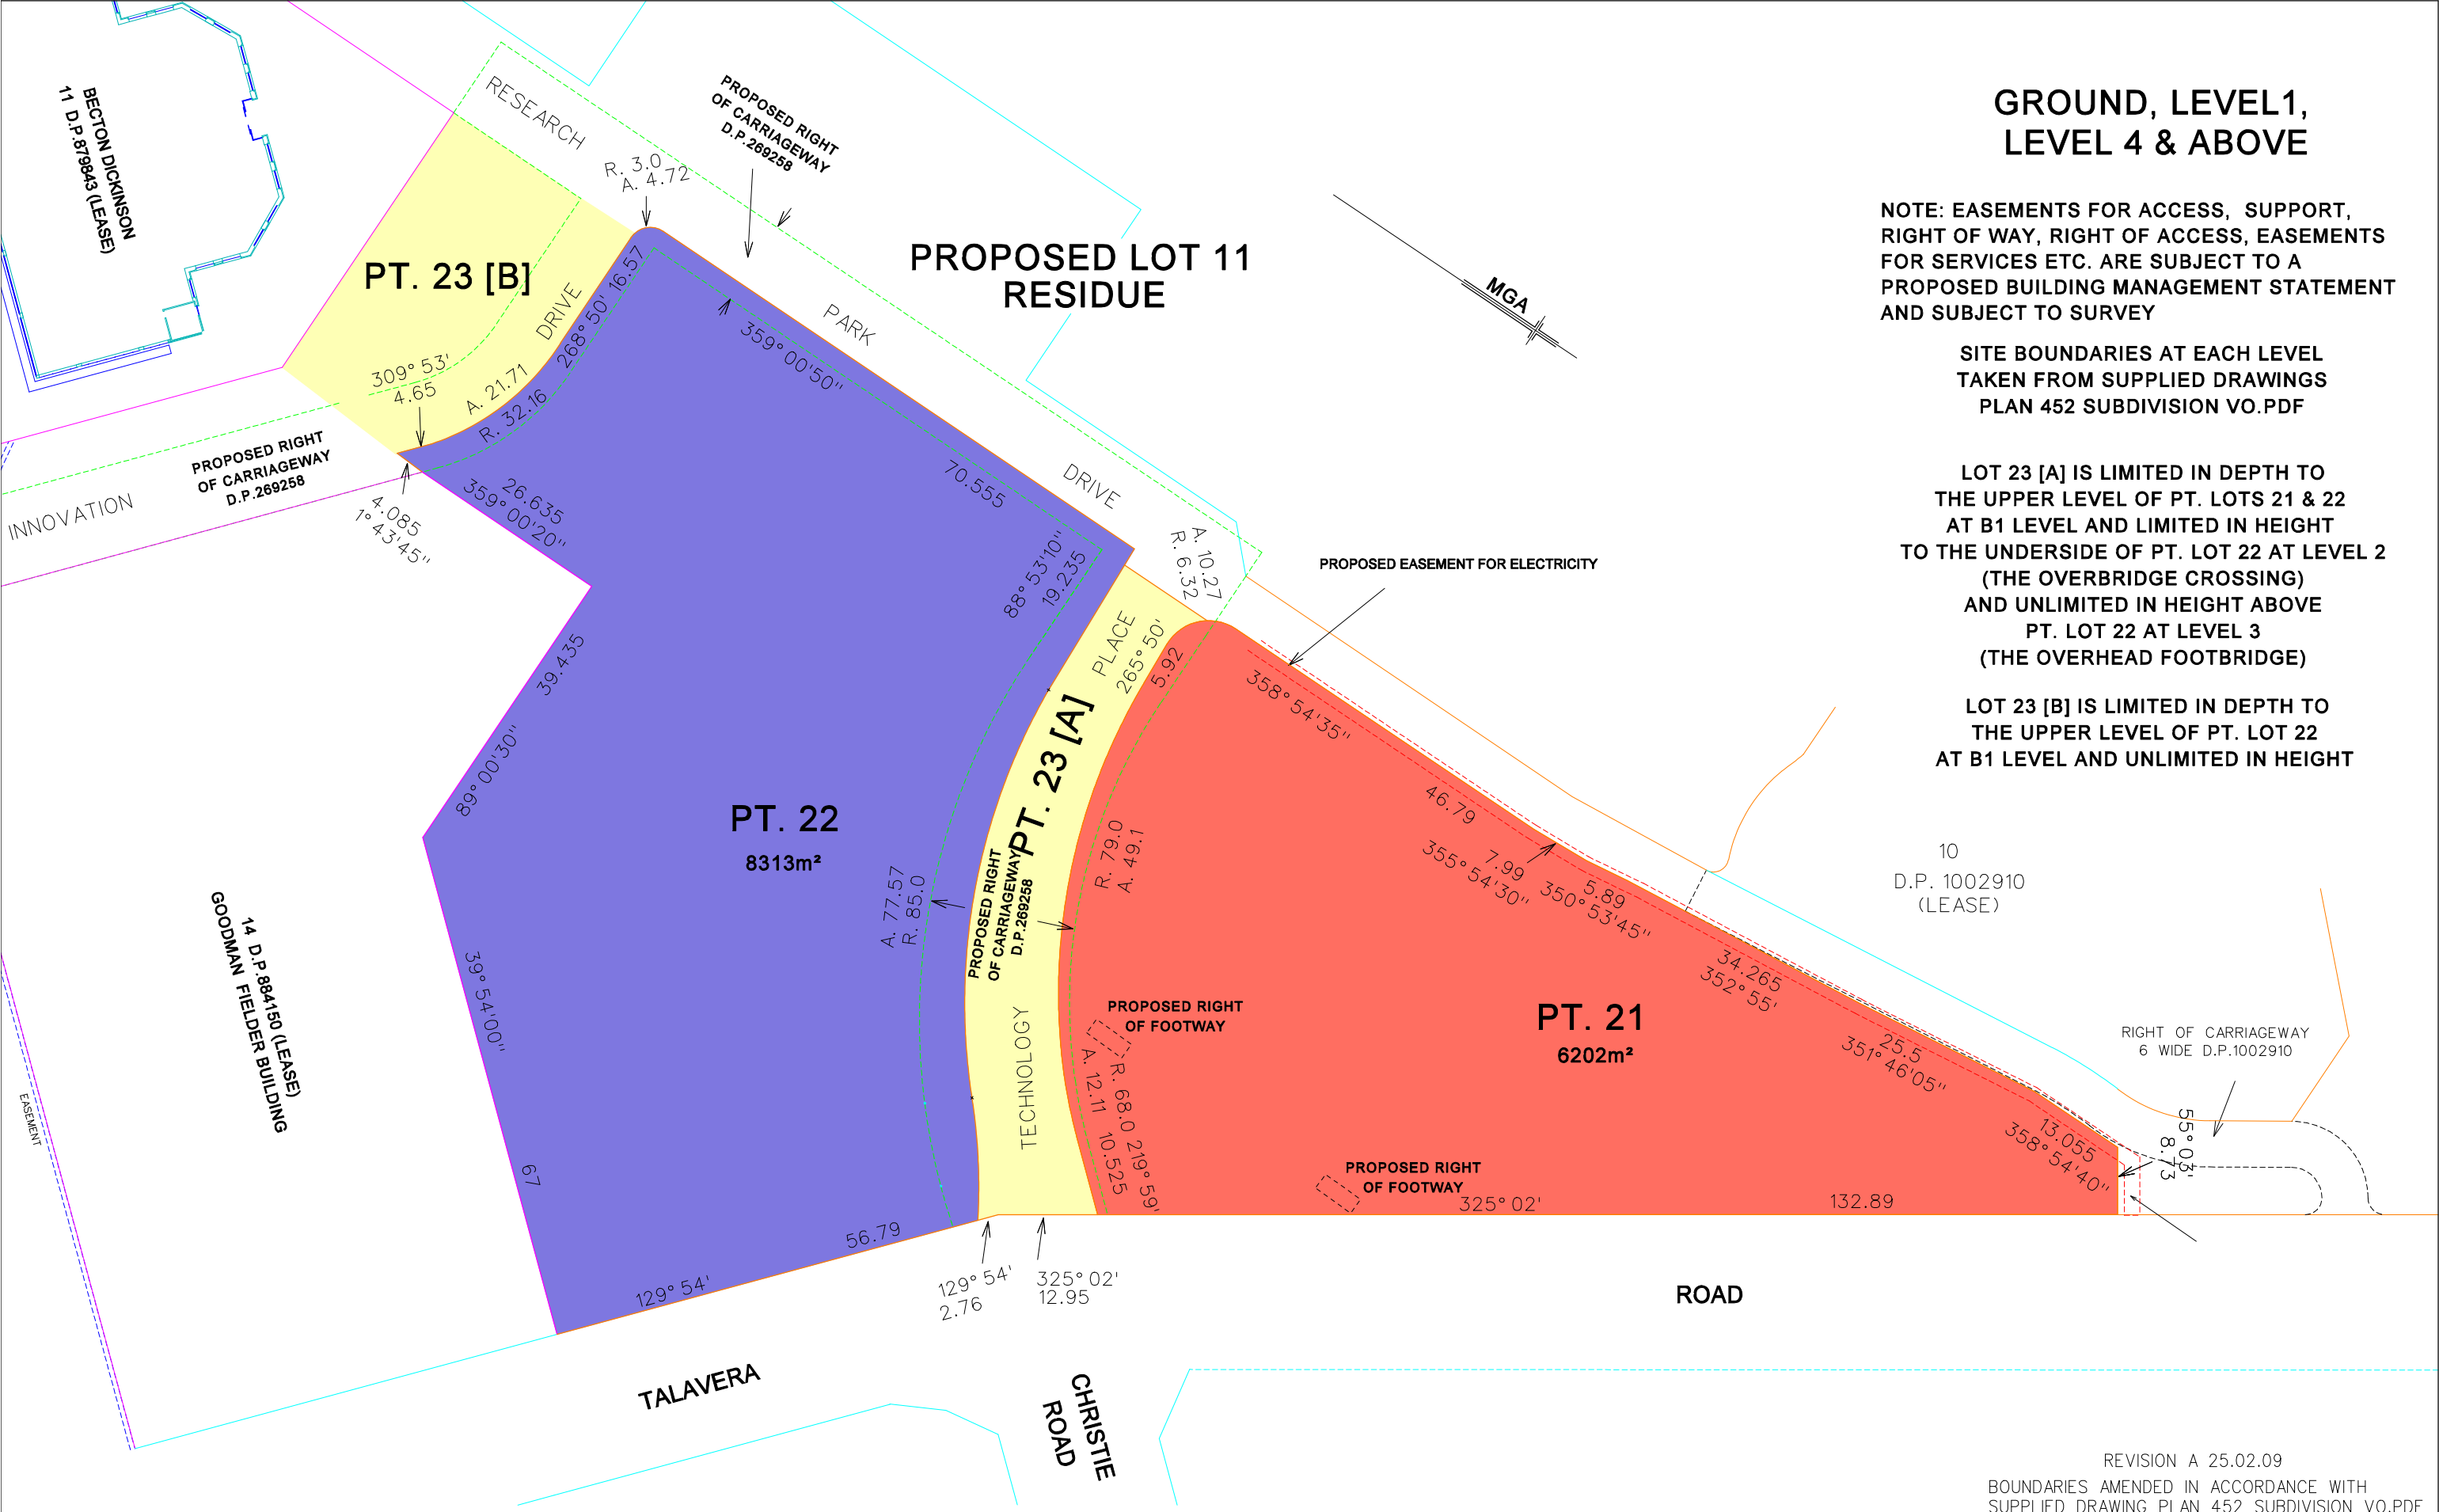 GROUND, LEVEL1,
LEVEL 4 & ABOVE
NOTE: EASEMENTS FOR ACCESS, SUPPORT,
RIGHT OF WAY, RIGHT OF ACCESS, EASEMENTS
FOR SERVICES ETC. ARE SUBJECT TO A
PROPOSED BUILDING MANAGEMENT STATEMENT
AND SUBJECT TO SURVEY
SITE BOUNDARIES AT EACH LEVEL
TAKEN FROM SUPPLIED DRAWINGS
PLAN 452 SUBDIVISION VO.PDF
LOT 23 [A] IS LIMITED IN DEPTH TO
THE UPPER LEVEL OF PT. LOTS 21 & 22
AT B1 LEVEL AND LIMITED IN HEIGHT
TO THE UNDERSIDE OF PT. LOT 22 AT LEVEL 2
(THE OVERBRIDGE CROSSING)
AND UNLIMITED IN HEIGHT ABOVE
PT. LOT 22 AT LEVEL 3
(THE OVERHEAD FOOTBRIDGE)
LOT 23 [B] IS LIMITED IN DEPTH TO
THE UPPER LEVEL OF PT. LOT 22
AT B1 LEVEL AND UNLIMITED IN HEIGHT
BECTON DICKINSON
11 D.P.879843 (LEASE)
RESEARCH
PARK
DRIVE
PROPOSED RIGHT
OF CARRIAGEWAY
D.P.269258
R. 3.0
A. 4.72
PROPOSED LOT 11
RESIDUE
MGA
PT. 23 [B]
DRIVE
268° 50' 16.57
309° 53'
4.65
A. 21.71
R. 32.16
359° 00'50"
70.555
PROPOSED RIGHT
OF CARRIAGEWAY
D.P.269258
INNOVATION
4.085
1° 43'45"
26.635
359° 00'20"
88° 53'10"
19.235
A. 10.27
R. 6.32
PROPOSED EASEMENT FOR ELECTRICITY
39.435
89° 00'30"
PLACE
265° 50'
5.92
PT. 23 [A]
358° 54'35"
46.79
7.99
355° 54'30"
5.89
350° 53'45"
PT. 22
8313m²
A. 77.57
R. 85.0
PROPOSED RIGHT
OF CARRIAGEWAY
D.P.269258
R. 79.0
A. 49.1
10
D.P. 1002910
(LEASE)
34.265
352° 55'
14 D.P.884150 (LEASE)
GOODMAN FIELDER BUILDING
39° 54'00"
67
EASEMENT
TECHNOLOGY
PROPOSED RIGHT
OF FOOTWAY
PT. 21
6202m²
25.5
351° 46'05"
RIGHT OF CARRIAGEWAY
6 WIDE D.P.1002910
R. 68.0 219° 59'
A. 12.11 10.525
13.055
358° 54'40"
55° 03'
8.73
PROPOSED RIGHT
OF FOOTWAY
325° 02'
132.89
56.79
129° 54'
129° 54'
2.76
325° 02'
12.95
ROAD
TALAVERA
CHRISTIE
ROAD
REVISION A 25.02.09
BOUNDARIES AMENDED IN ACCORDANCE WITH
SUPPLIED DRAWING PLAN 452 SUBDIVISION VO.PDF